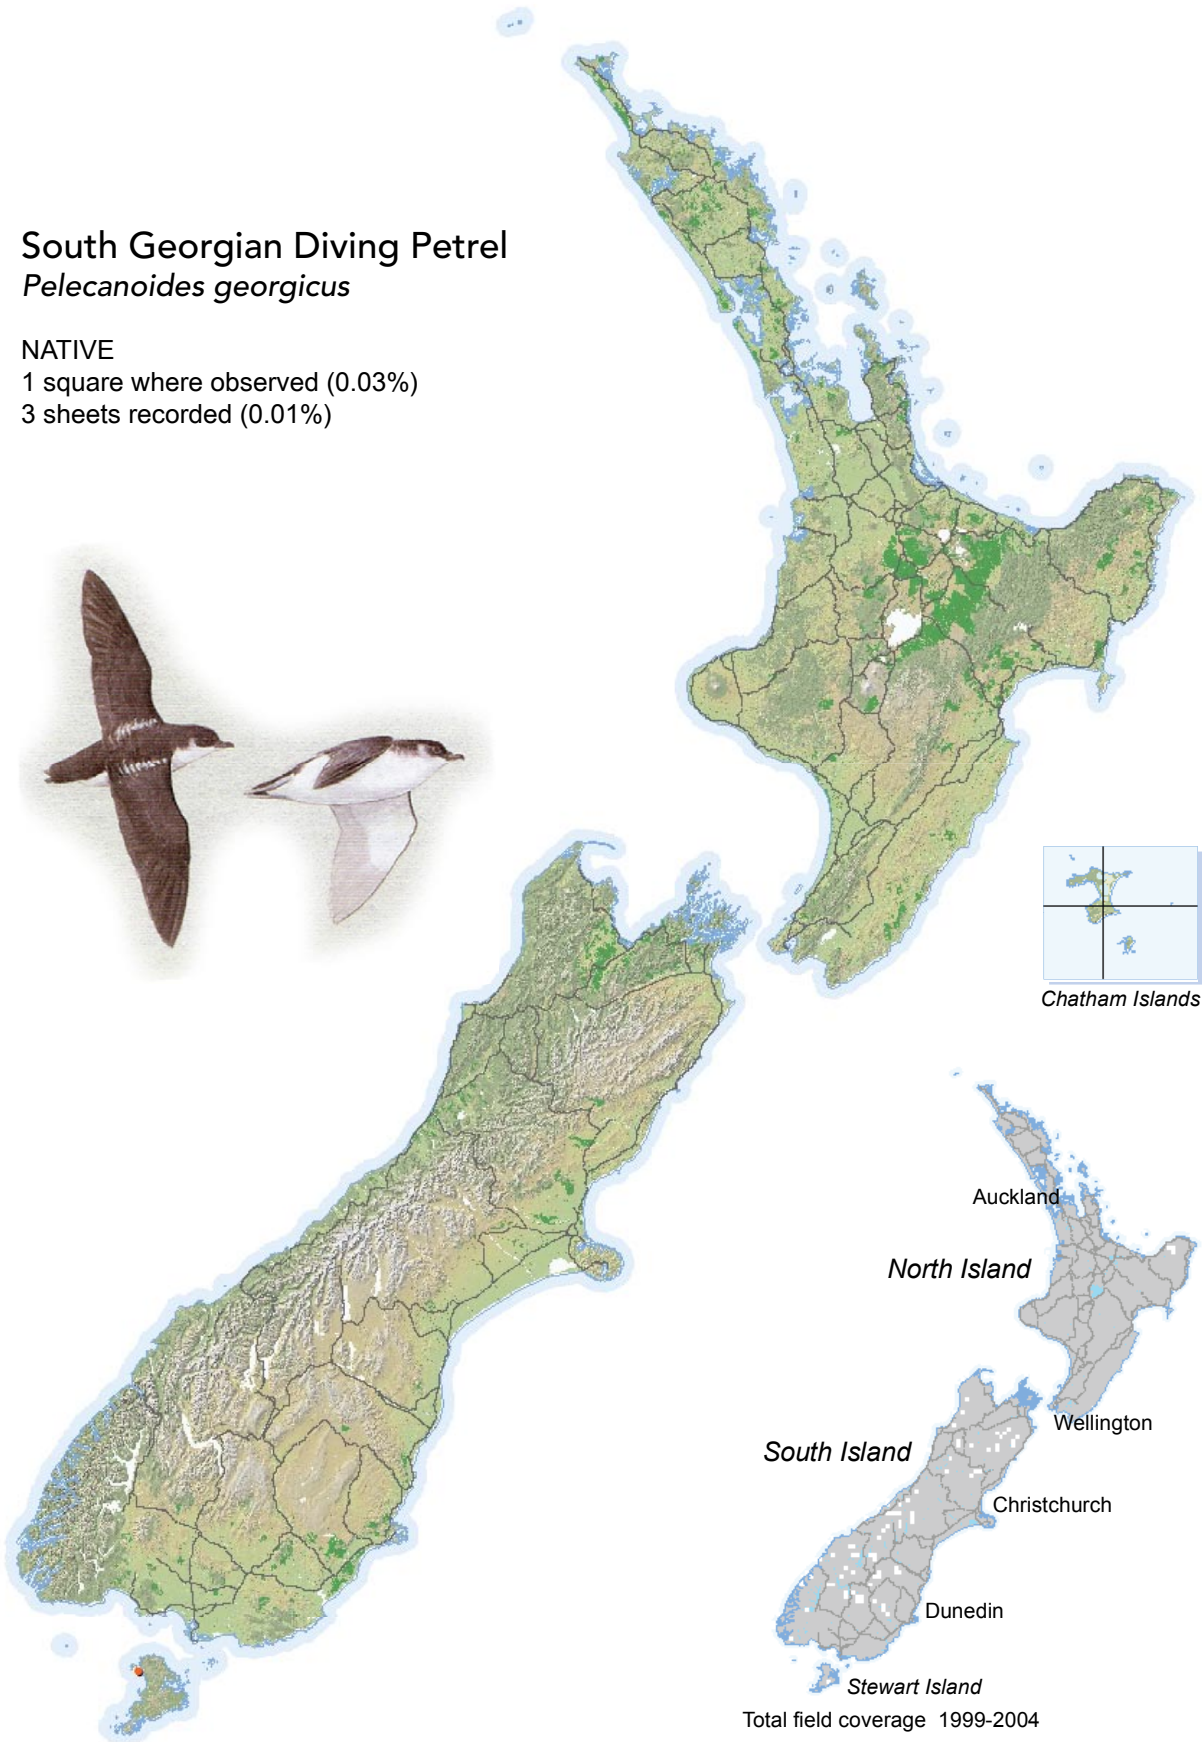 South Georgian Diving Petrel
Pelecanoides georgicus
NATIVE
1 square where observed (0.03%)
3 sheets recorded (0.01%)
Chatham Islands
Auckland
North Island
Wellington
South Island
Christchurch
Dunedin
Stewart Island
Total field coverage 1999-2004